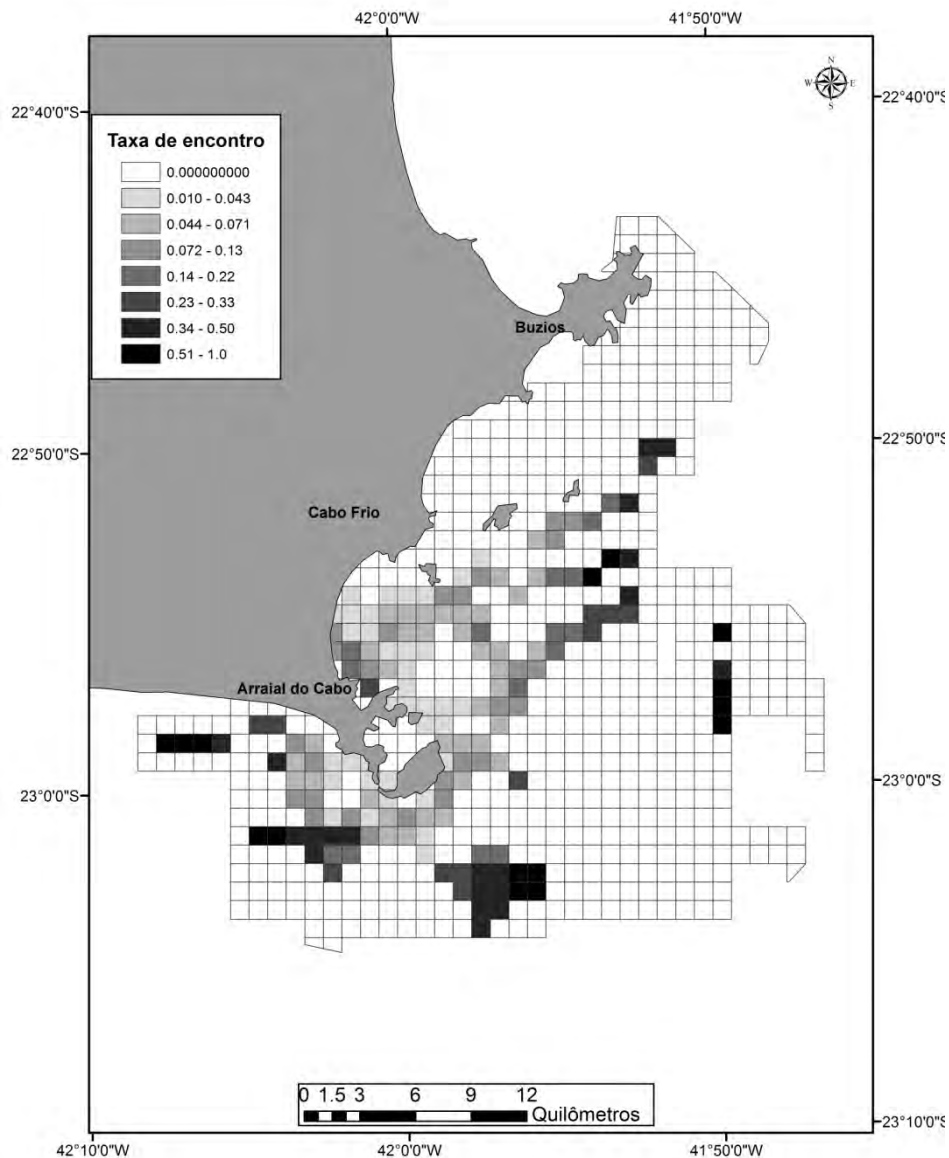 42°0'0"W
41°50'0"W
N
W
E
S
22°40'0"S
22°40'0"S
Taxa de encontro
0.000000000
0.010 - 0.043
0.044 - 0.071
0.072 - 0.13
0.14 - 0.22
0.23 - 0.33
0.34 - 0.50
0.51 - 1.0
Buzios
22°50'0"S
22°50'0"S
Cabo Frio
Arraial do Cabo
23°0'0"S
23°0'0"S
0 1.5 3 6 9 12
Quilômetros
23°10'0"S
42°10'0"W
42°0'0"W
41°50'0"W